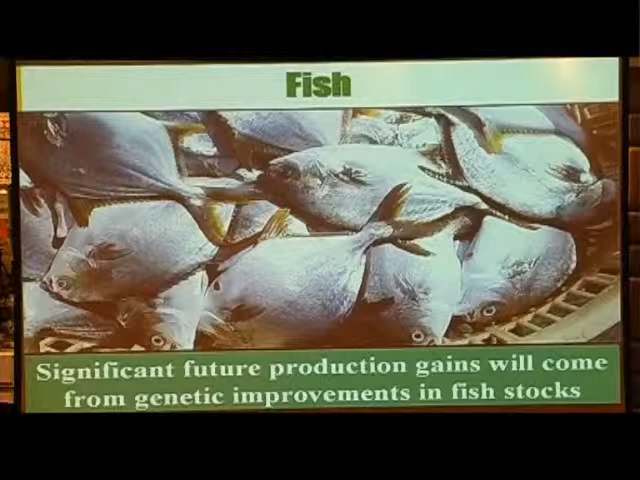 Fish
Significant future production gains will come
from genetic improvements in fish stocks